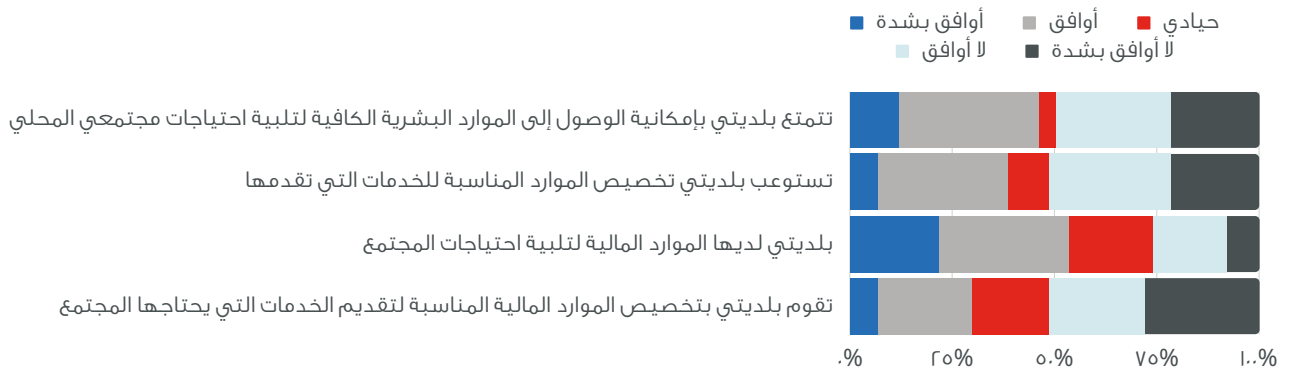 أوافق بشدة أوافق حيادي
لا أوافق لا أوافق بشدة
تتمتع بلديتي بإمكانية الوصول إلى الموارد البشرية الكافية لتلبية احتياجات مجتمعي المحلي
تستوعب بلديتي تخصيص الموارد المناسبة للخدمات التي تقدمها
بلديتي لديها الموارد المالية لتلبية احتياجات المجتمع
تقوم بلديتي بتخصيص الموارد المالية المناسبة لتقديم الخدمات التي يحتاجها المجتمع
٠% ٢٥% ٥٠% ٧٥% ١٠٠%